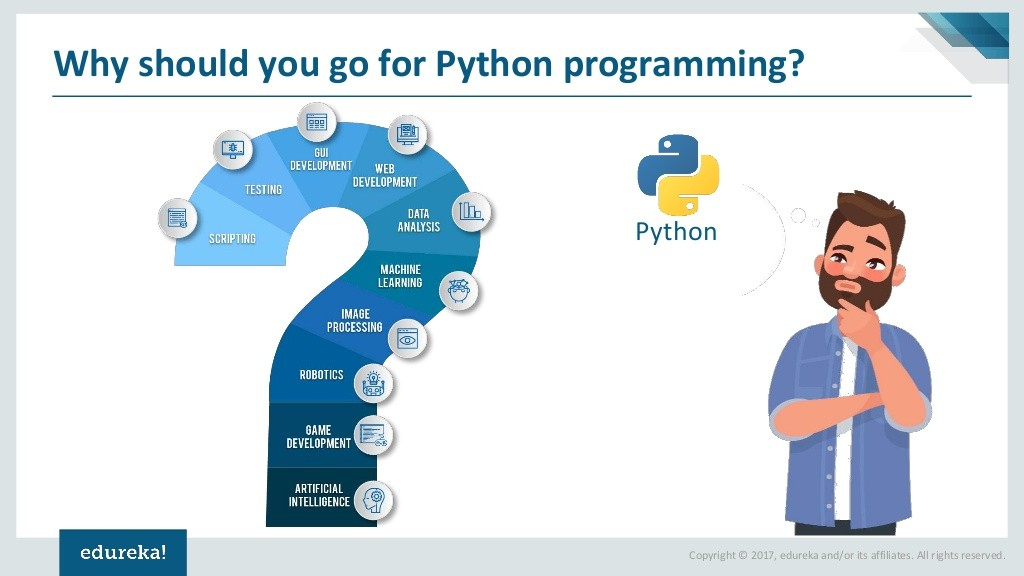 Why should you go for Python programming?
SCRIPTING
TESTING
GUI
DEVELOPMENT
WEB
DEVELOPMENT
DATA
ANALYSIS
MACHINE
LEARNING
IMAGE
PROCESSING
ROBOTICS
GAME
DEVELOPMENT
ARTIFICIAL
INTELLIGENCE
Python
edureka!
Copyright © 2017, edureka and/or its affiliates. All rights reserved.